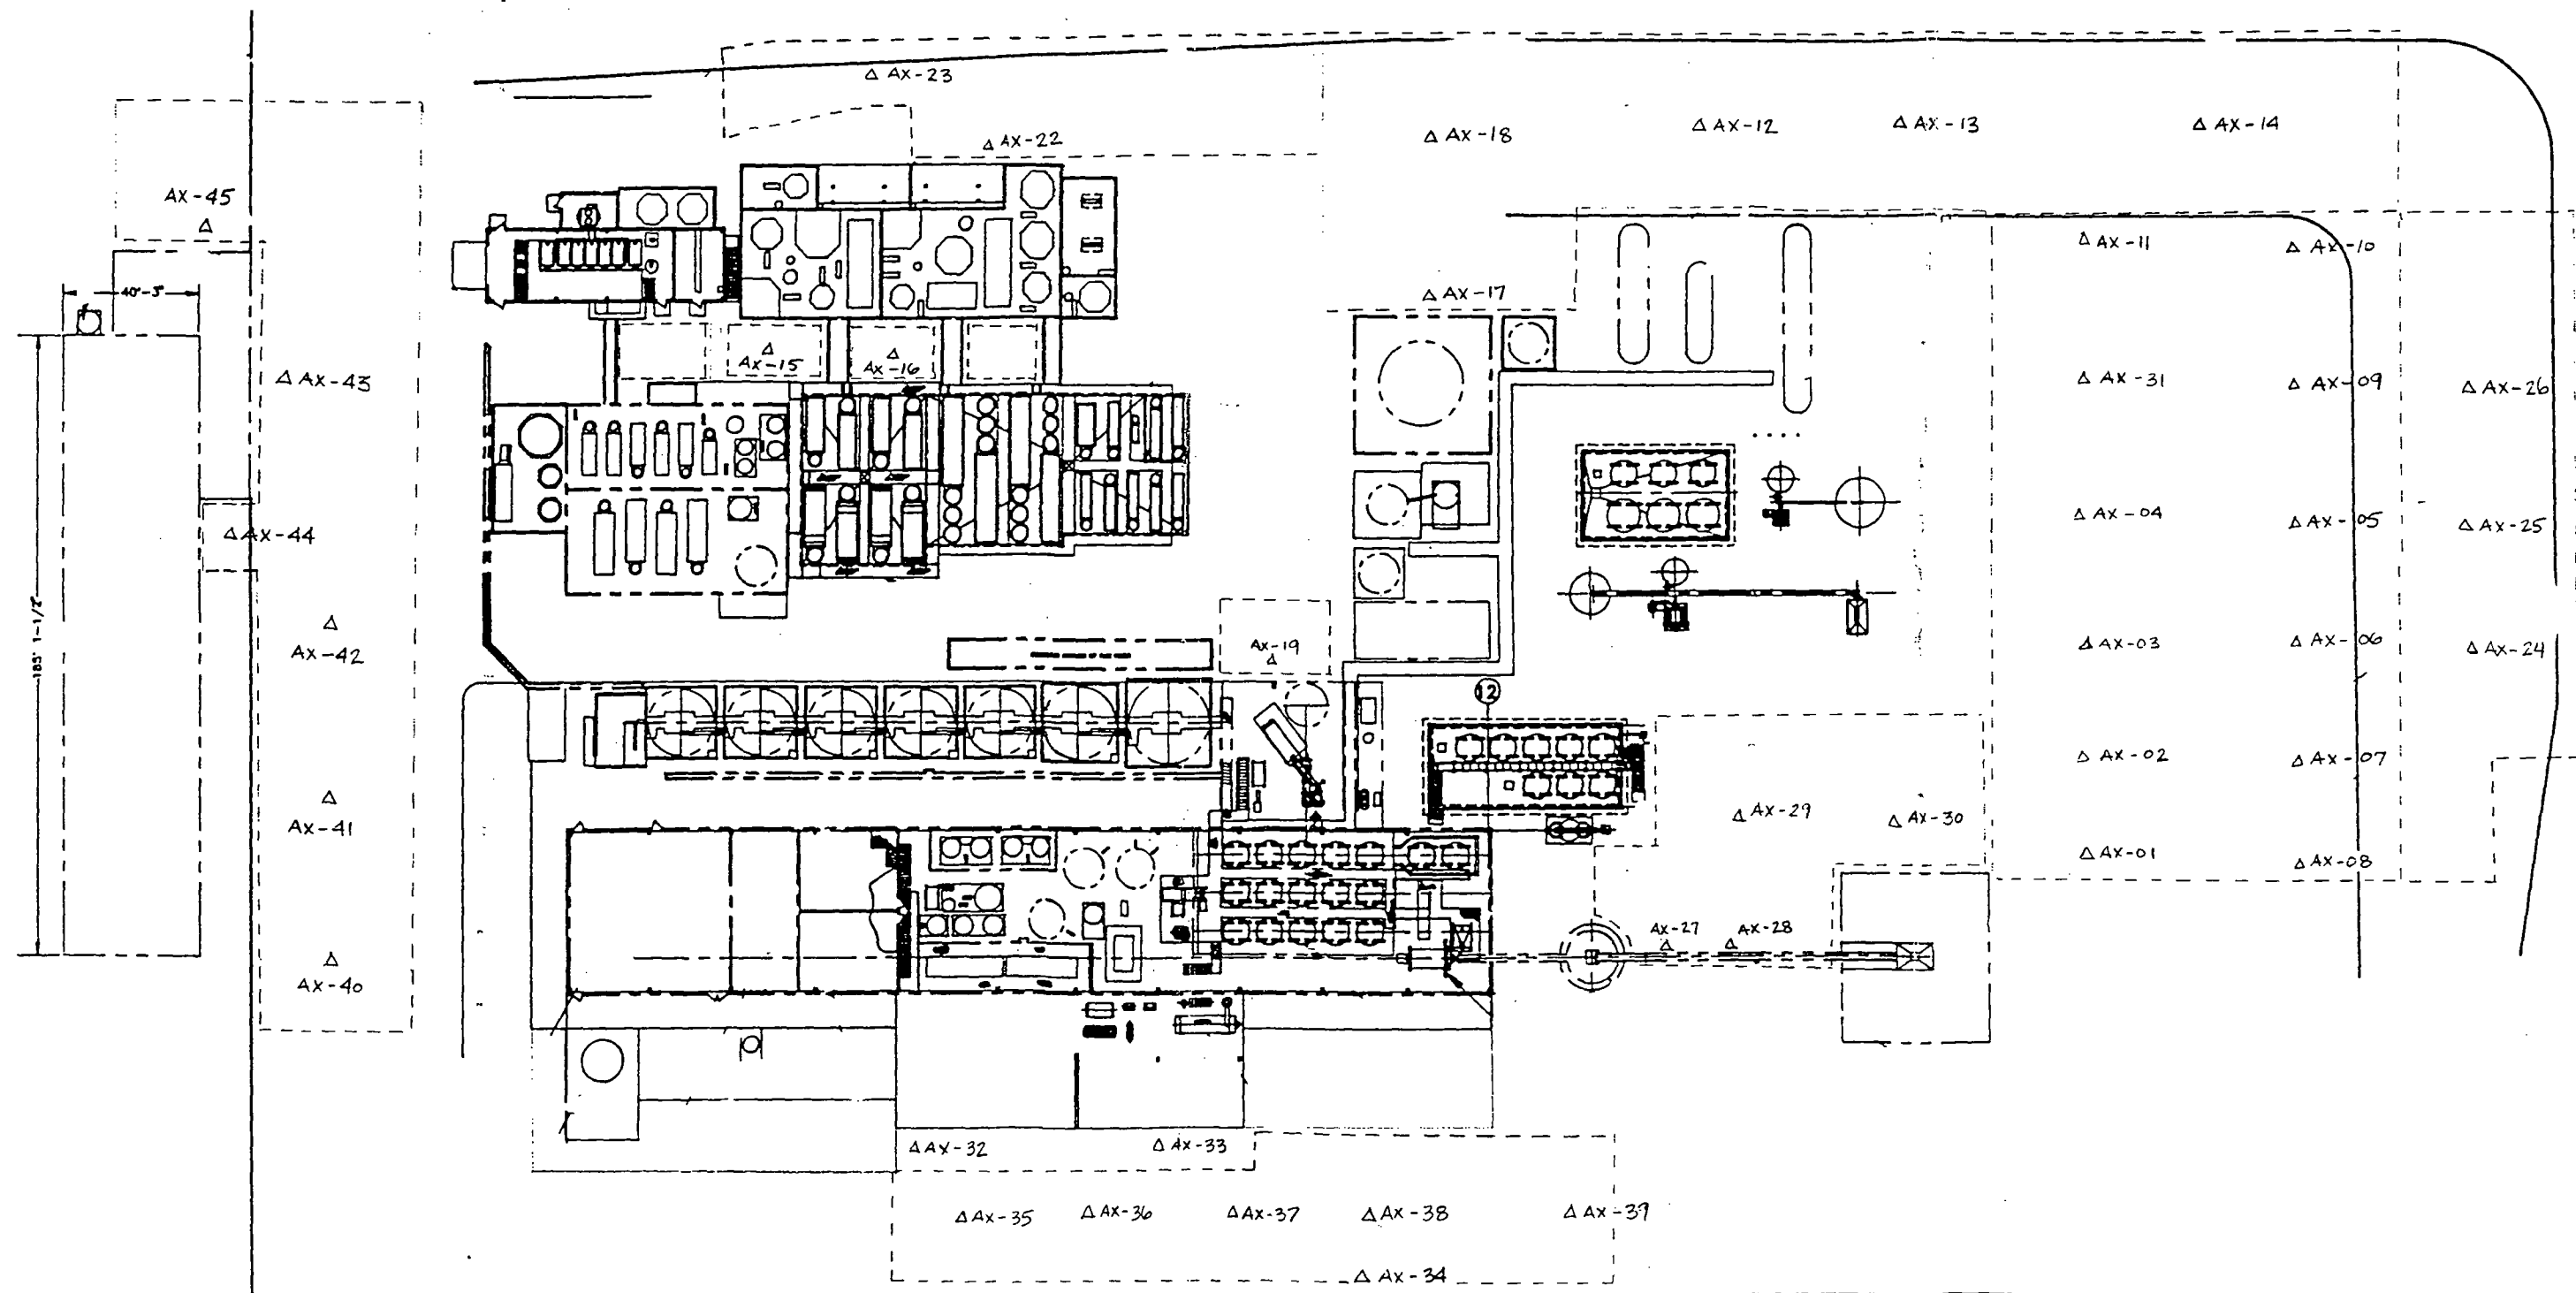 Δ AX-23
Δ AX-22
Δ AX-18
Δ AX-12
Δ AX-13
Δ AX-14
AX-45
Δ AX-11
Δ AX-10
40'-3"
Δ AX-17
AX-15
AX-16
Δ AX-43
Δ AX-31
Δ AX-09
Δ AX-26
Δ AX-44
Δ AX-04
Δ AX-05
Δ AX-25
185' 1-1/2"
AX-42
AX-19
Δ AX-03
Δ AX-06
Δ AX-24
12
Δ AX-02
Δ AX-07
AX-41
Δ AX-29
Δ AX-30
Δ AX-01
Δ AX-08
AX-27
AX-28
AX-40
Δ AX-32
Δ AX-33
Δ AX-35
Δ AX-36
Δ AX-37
Δ AX-38
Δ AX-39
Δ AX-34